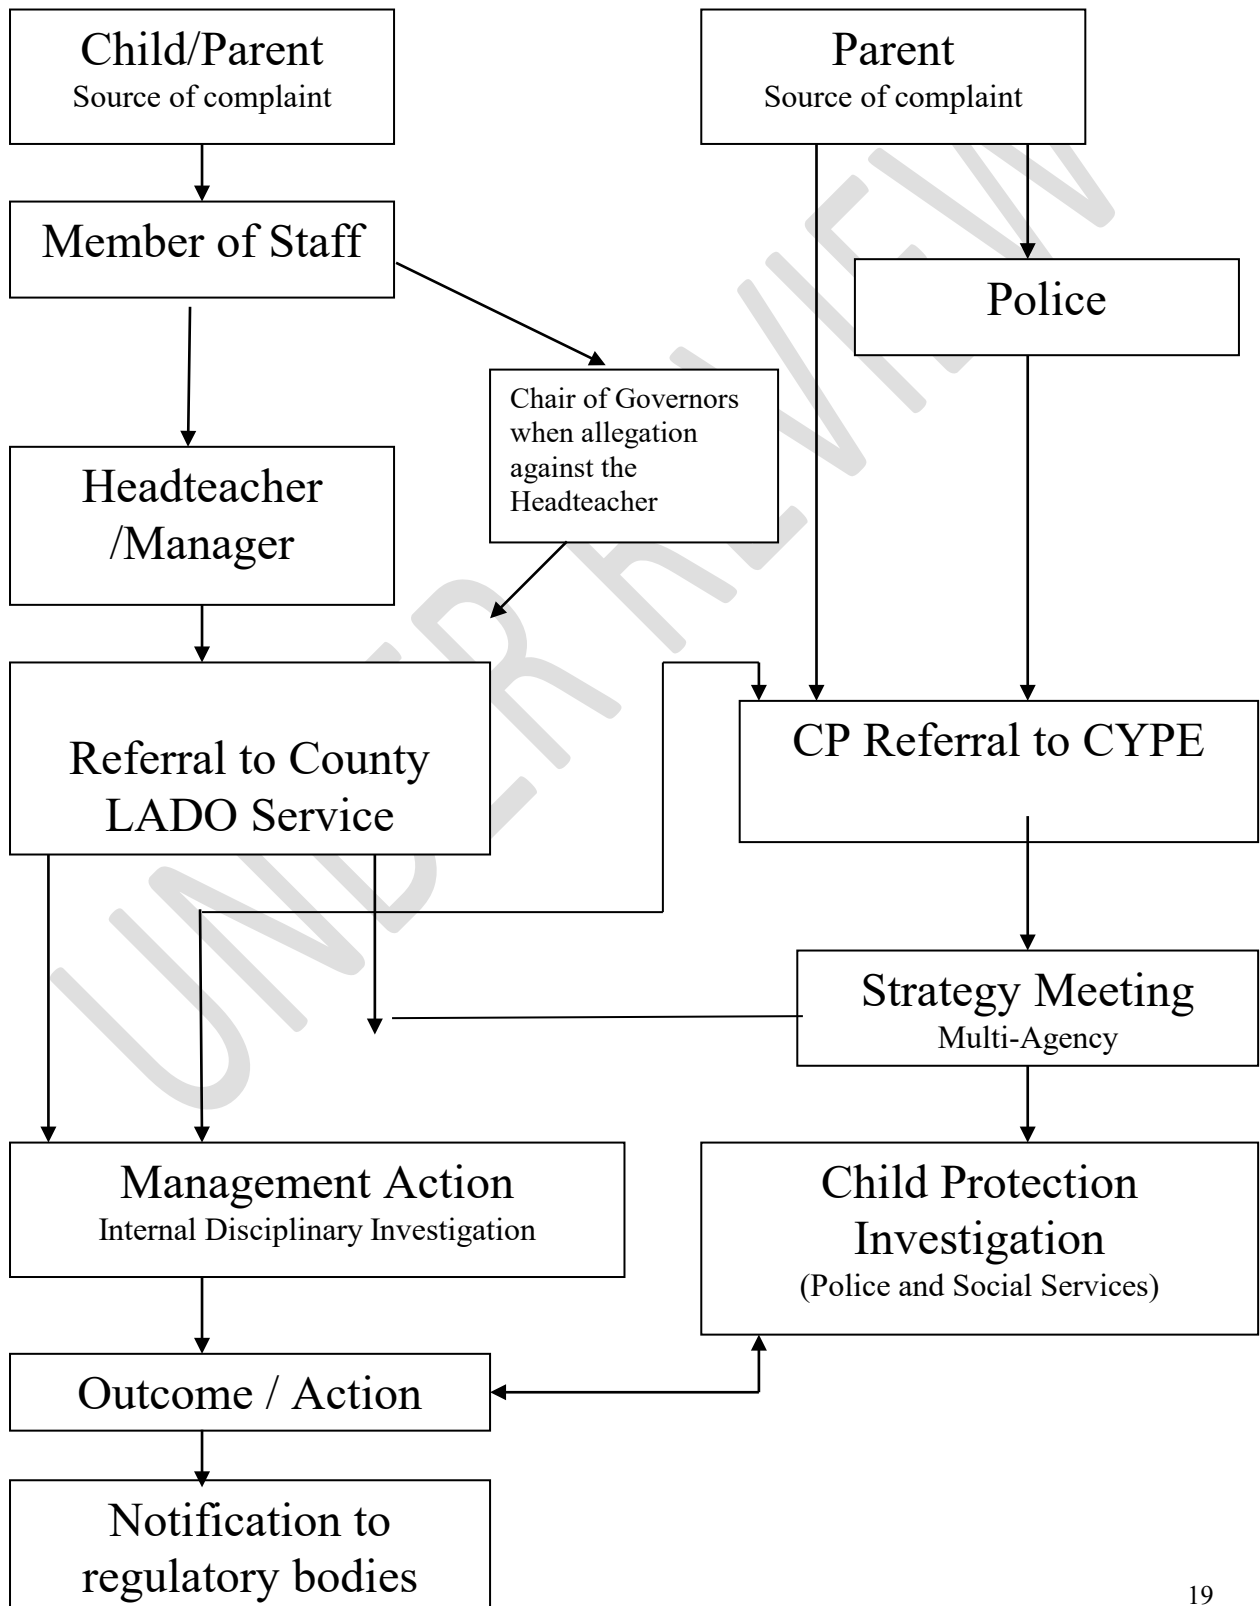 Child/Parent
Source of complaint
Parent
Source of complaint
Member of Staff
Police
Chair of Governors
when allegation
against the
Headteacher
Headteacher
/Manager
Referral to County
LADO Service
CP Referral to CYPE
Strategy Meeting
Multi-Agency
Management Action
Internal Disciplinary Investigation
Child Protection
Investigation
(Police and Social Services)
Outcome / Action
Notification to
regulatory bodies
19
UNDER REVIEW